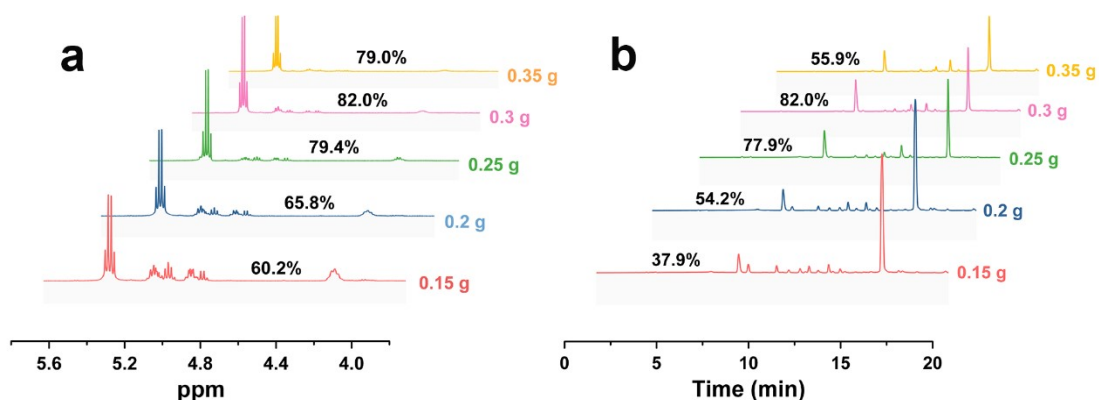 a
79.0%
0.35 g
82.0%
0.3 g
79.4%
0.25 g
65.8%
0.2 g
60.2%
0.15 g
5.6 5.2 4.8 4.4 4.0
ppm
b
55.9%
0.35 g
82.0%
0.3 g
77.9%
0.25 g
54.2%
0.2 g
37.9%
0.15 g
0 5 10 15 20
Time (min)